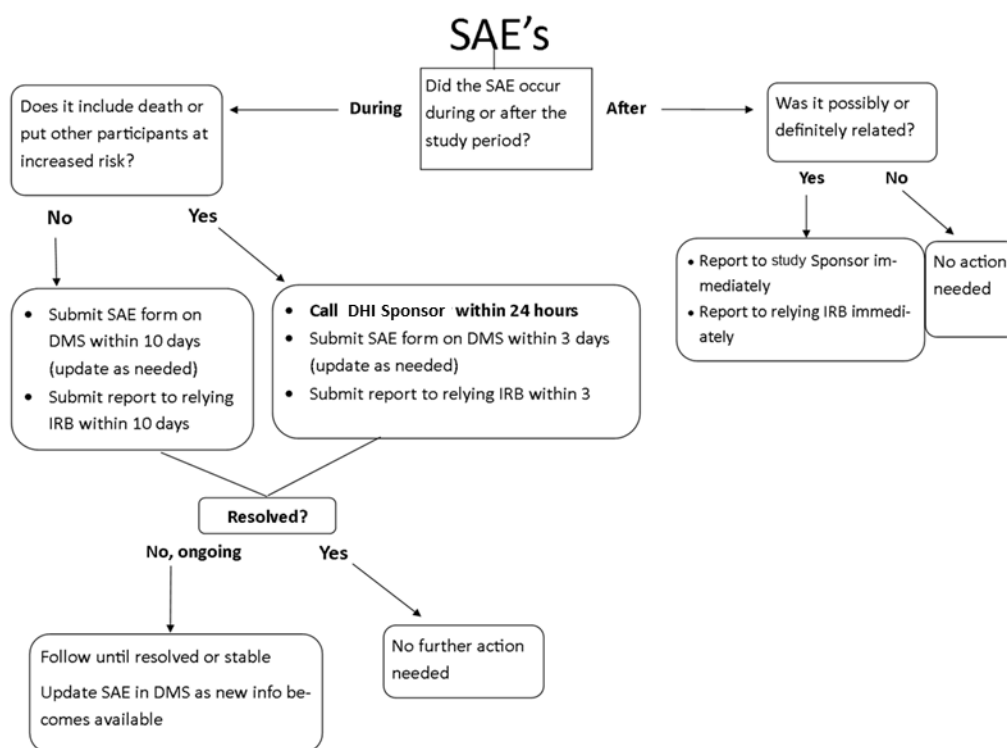 SAE's
Did the SAE occur
during or after the
study period?
During
After
Does it include death or
put other participants at
increased risk?
Was it possibly or
definitely related?
No
Yes
Yes
No
• Submit SAE form on
DMS within 10 days
(update as needed)
• Submit report to relying
IRB within 10 days
• Call DHI Sponsor within 24 hours
• Submit SAE form on DMS within 3 days
(update as needed)
• Submit report to relying IRB within 3
• Report to study Sponsor im-
mediately
• Report to relying IRB immedi-
ately
No action
needed
Resolved?
No, ongoing
Yes
Follow until resolved or stable
Update SAE in DMS as new info be-
comes available
No further action
needed